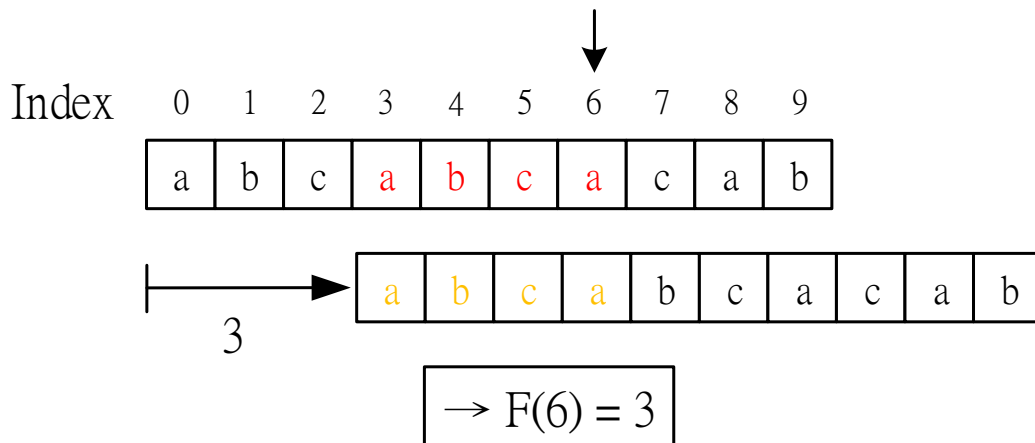 Index 0 1 2 3 4 5 6 7 8 9
a b c a b c a c a b
a b c a b c a c a b
3
→ F(6) = 3